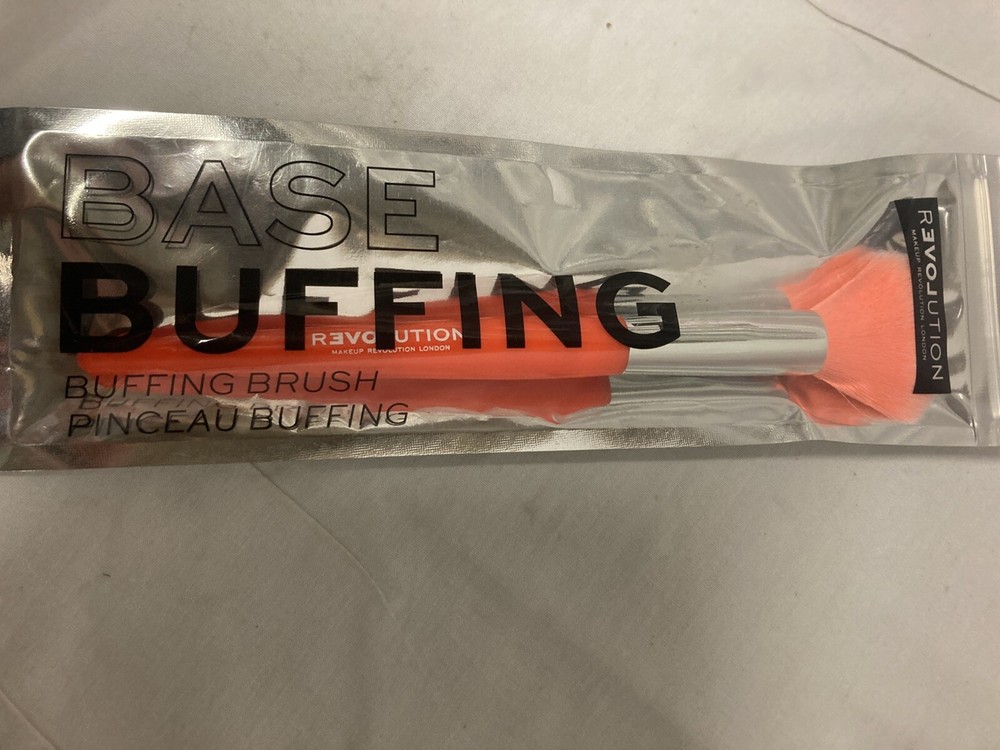 BASE
BUFFING
REVOLUTION
MAKEUP REVOLUTION LONDON
BUFFING BRUSH
PINCEAU BUFFING
REVOLUTION
MAKEUP REVOLUTION LONDON